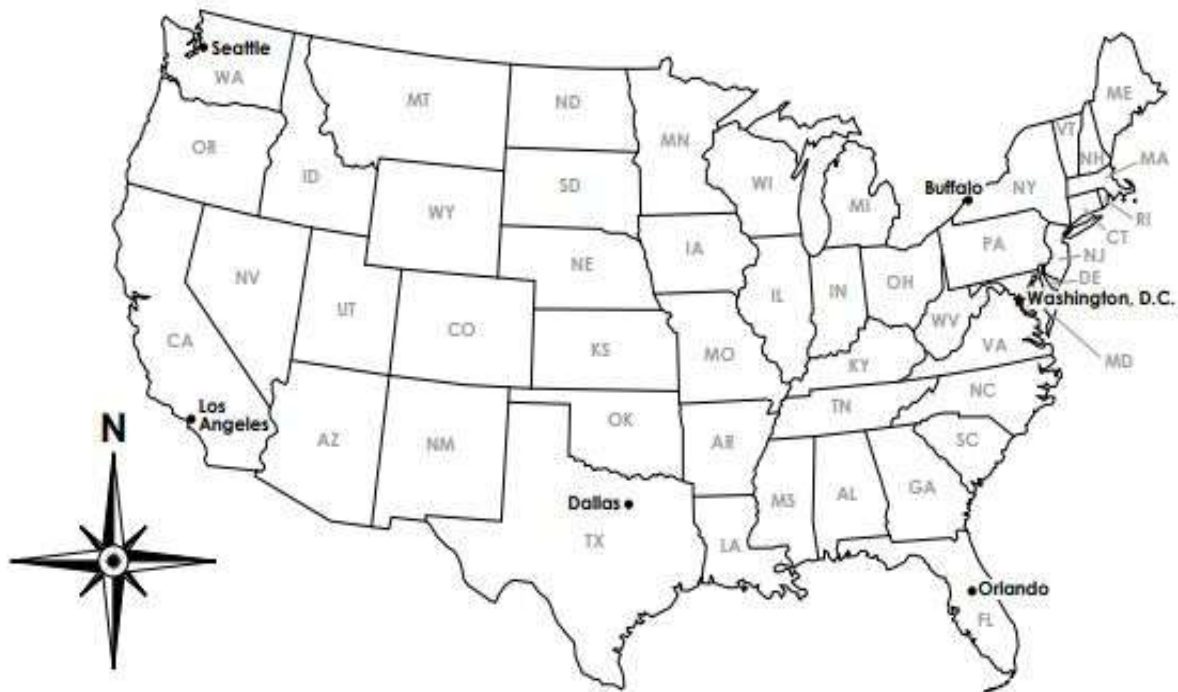 Seattle
WA
MT
ND
MN
ME
VT
NH
MA
OR
ID
SD
WI
MI
Buffalo
NY
RI
WY
CT
IA
PA
NJ
NV
NE
OH
DE
UT
IL
IN
Washington, D.C.
CO
WV
CA
KS
MO
VA
KY
MD
Los
Angeles
NC
TN
N
AZ
NM
OK
AR
SC
Dallas
MS
AL
GA
TX
LA
Orlando
FL